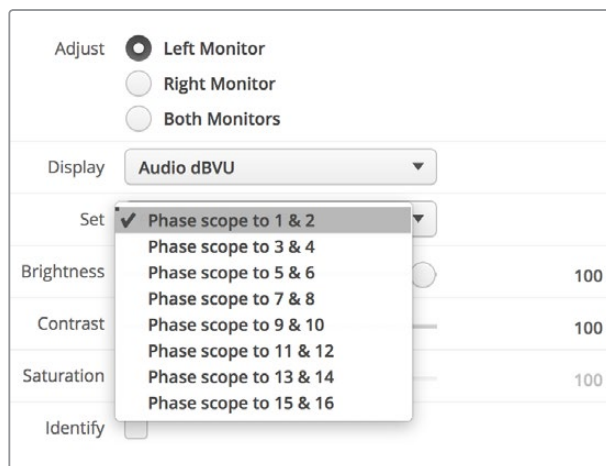 Adjust Left Monitor
Right Monitor
Both Monitors
Display Audio dBVU
Set Phase scope to 1 & 2
Phase scope to 3 & 4
Brightness Phase scope to 5 & 6 100
Phase scope to 7 & 8
Contrast Phase scope to 9 & 10 100
Phase scope to 11 & 12
Saturation Phase scope to 13 & 14 100
Phase scope to 15 & 16
Identify